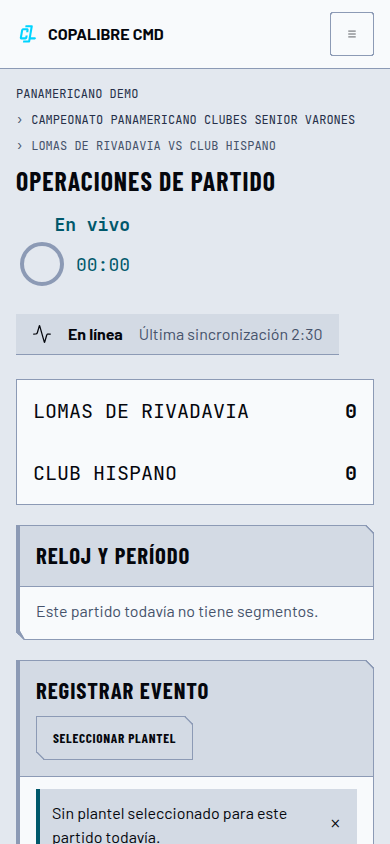 COPALIBRE CMD
PANAMERICANO DEMO
› CAMPEONATO PANAMERICANO CLUBES SENIOR VARONES
› LOMAS DE RIVADAVIA VS CLUB HISPANO
OPERACIONES DE PARTIDO
En vivo
00:00
En línea Última sincronización 2:30
LOMAS DE RIVADAVIA 0
CLUB HISPANO 0
RELOJ Y PERÍODO
Este partido todavía no tiene segmentos.
REGISTRAR EVENTO
SELECCIONAR PLANTEL
Sin plantel seleccionado para este ×
partido todavía.